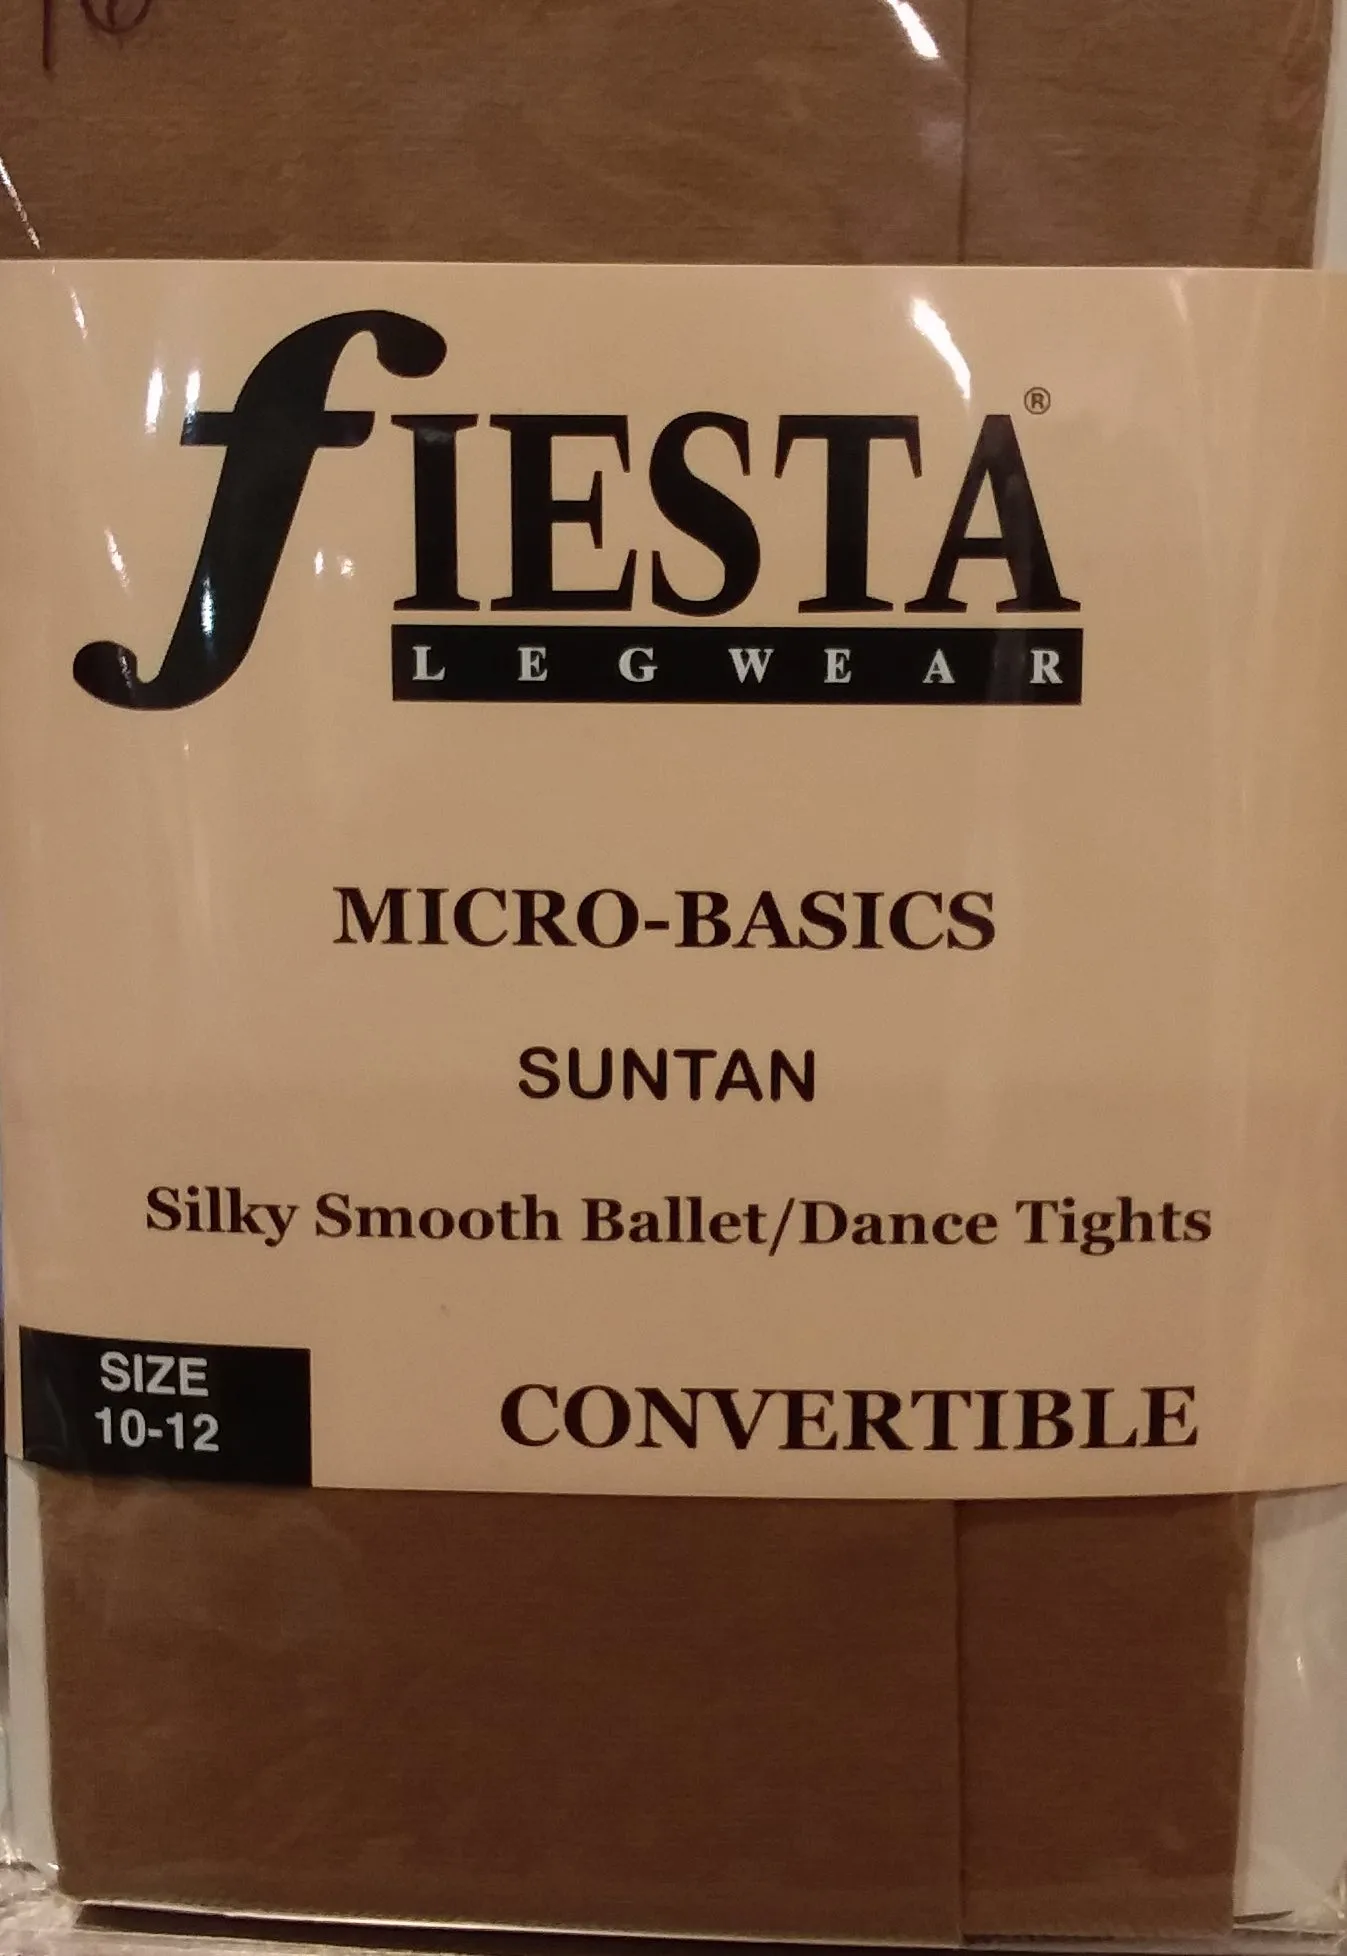 fIESTA®
LEGWEAR
MICRO-BASICS
SUNTAN
Silky Smooth Ballet/Dance Tights
SIZE
10-12
CONVERTIBLE